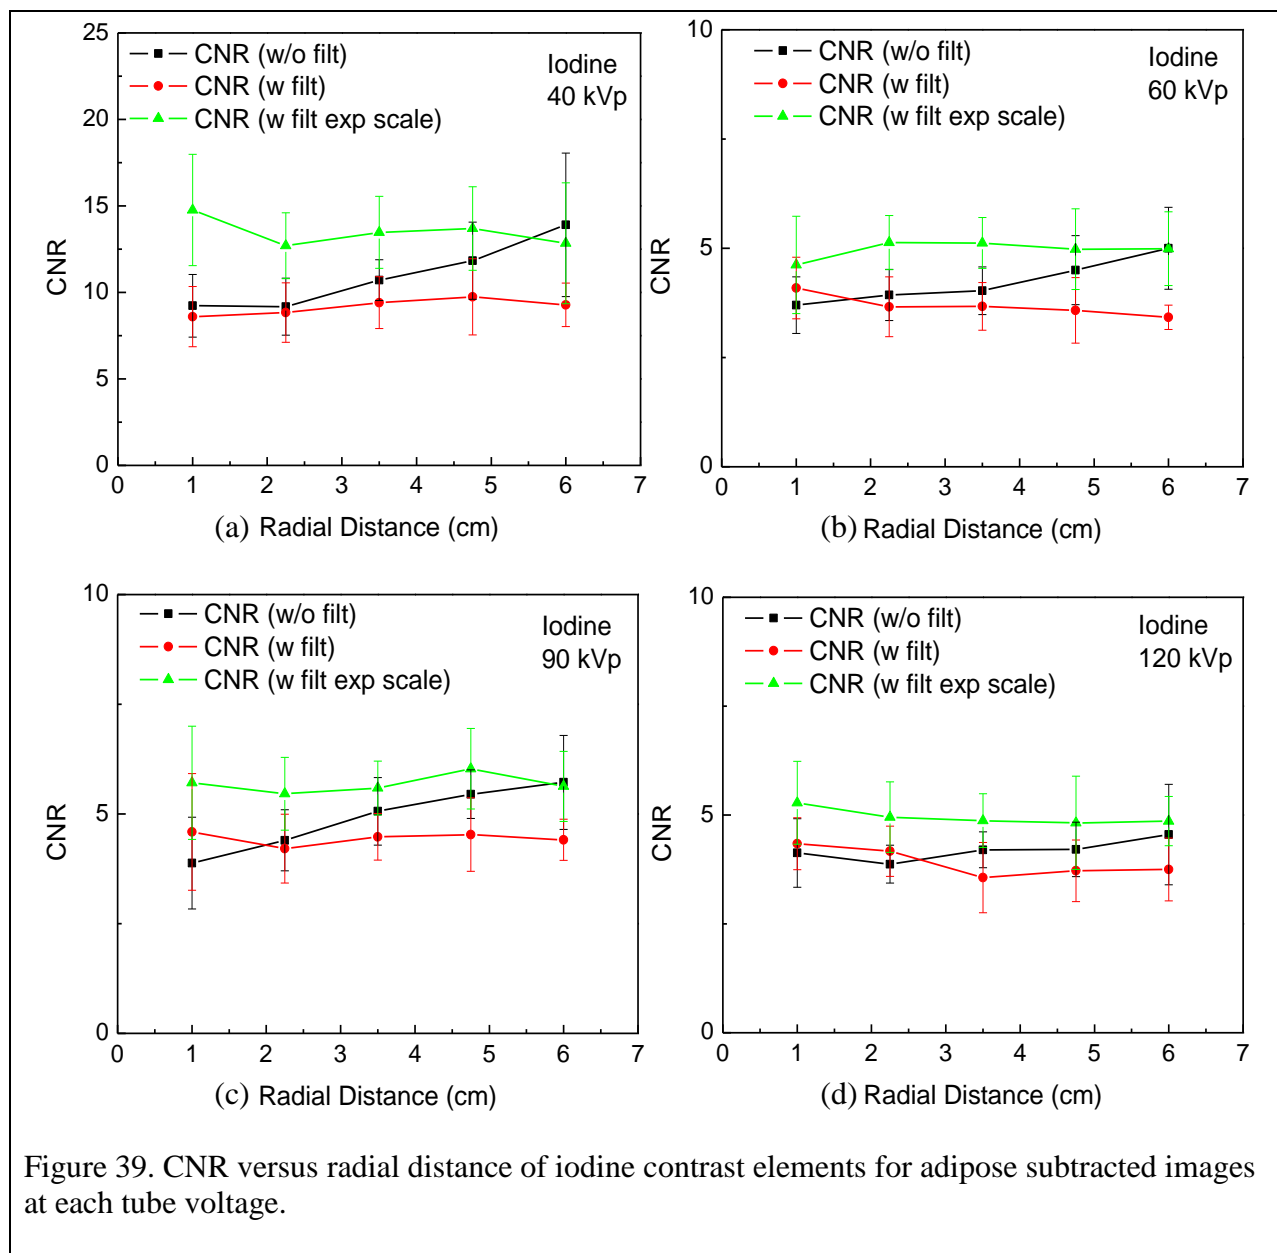 25
20
15
10
5
0
CNR
CNR (w/o filt)
CNR (w filt)
CNR (w filt exp scale)
Iodine
40 kVp
0 1 2 3 4 5 6 7
(a) Radial Distance (cm)
10
5
0
CNR
CNR (w/o filt)
CNR (w filt)
CNR (w filt exp scale)
Iodine
60 kVp
0 1 2 3 4 5 6 7
(b) Radial Distance (cm)
10
5
0
CNR
CNR (w/o filt)
CNR (w filt)
CNR (w filt exp scale)
Iodine
90 kVp
0 1 2 3 4 5 6 7
(c) Radial Distance (cm)
10
5
0
CNR
CNR (w/o filt)
CNR (w filt)
CNR (w filt exp scale)
Iodine
120 kVp
0 1 2 3 4 5 6 7
(d) Radial Distance (cm)
Figure 39. CNR versus radial distance of iodine contrast elements for adipose subtracted images
at each tube voltage.